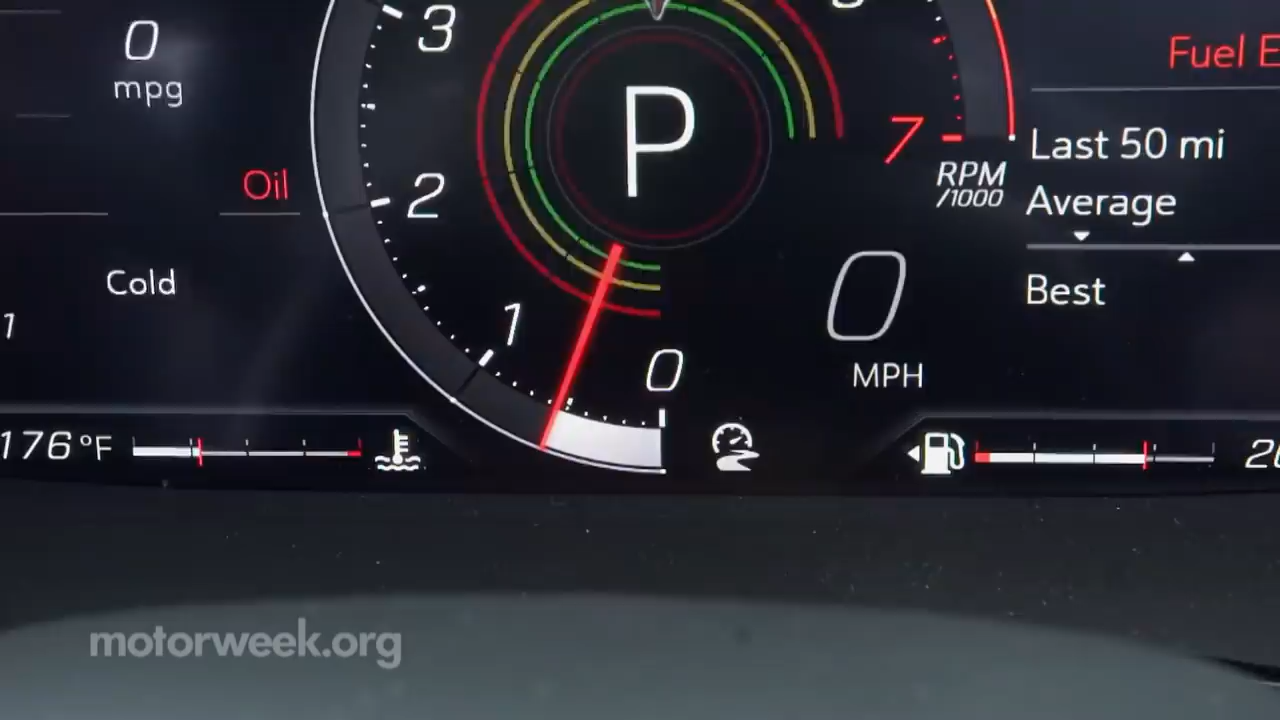 0
mpg
Oil
Cold
1
176°F
3
2
1
0
P
7
RPM
/1000
0
MPH
Last 50 mi
Average
Best
motorweek.org